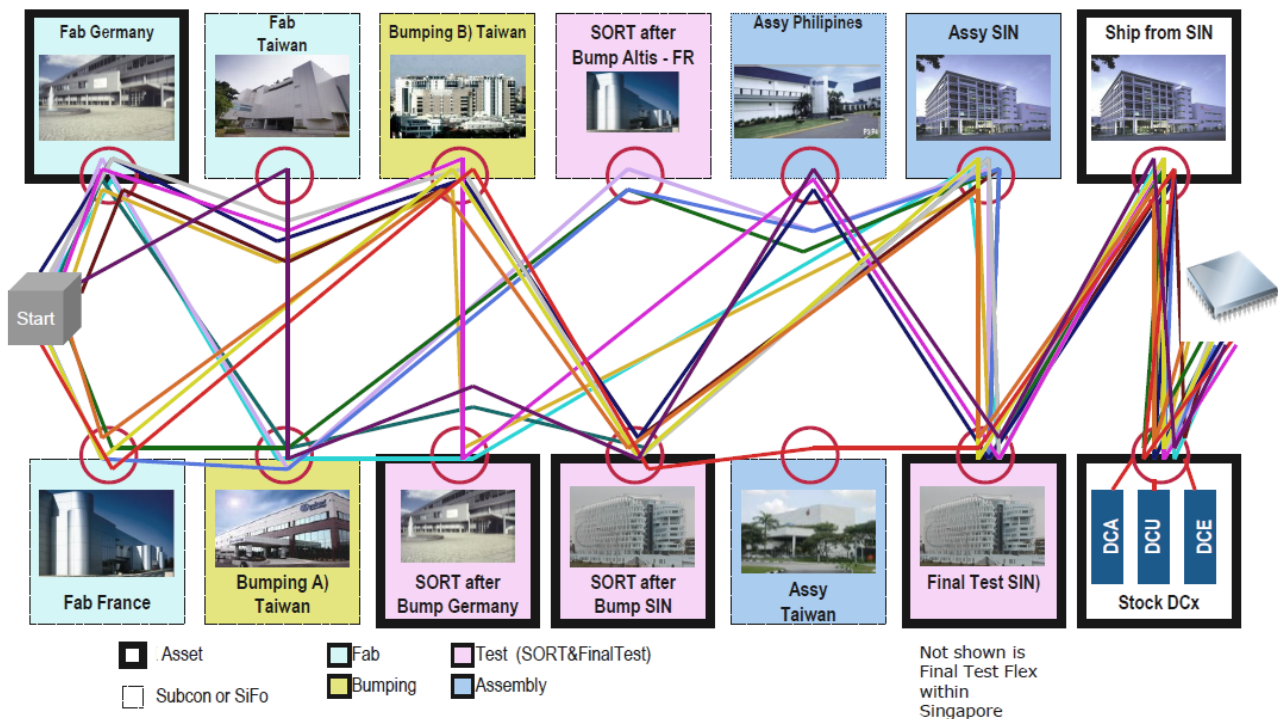 Fab Germany
Fab
Taiwan
Bumping B) Taiwan
SORT after
Bump Altis - FR
Assy Philipines
Assy SIN
Ship from SIN
P3 P4
Start
Fab France
Bumping A)
Taiwan
SORT after
Bump Germany
SORT after
Bump SIN
Assy
Taiwan
Final Test SIN)
DCA
DCU
DCE
Stock DCx
Asset
Fab
Test (SORT&FinalTest)
Subcon or SiFo
Bumping
Assembly
Not shown is
Final Test Flex
within
Singapore